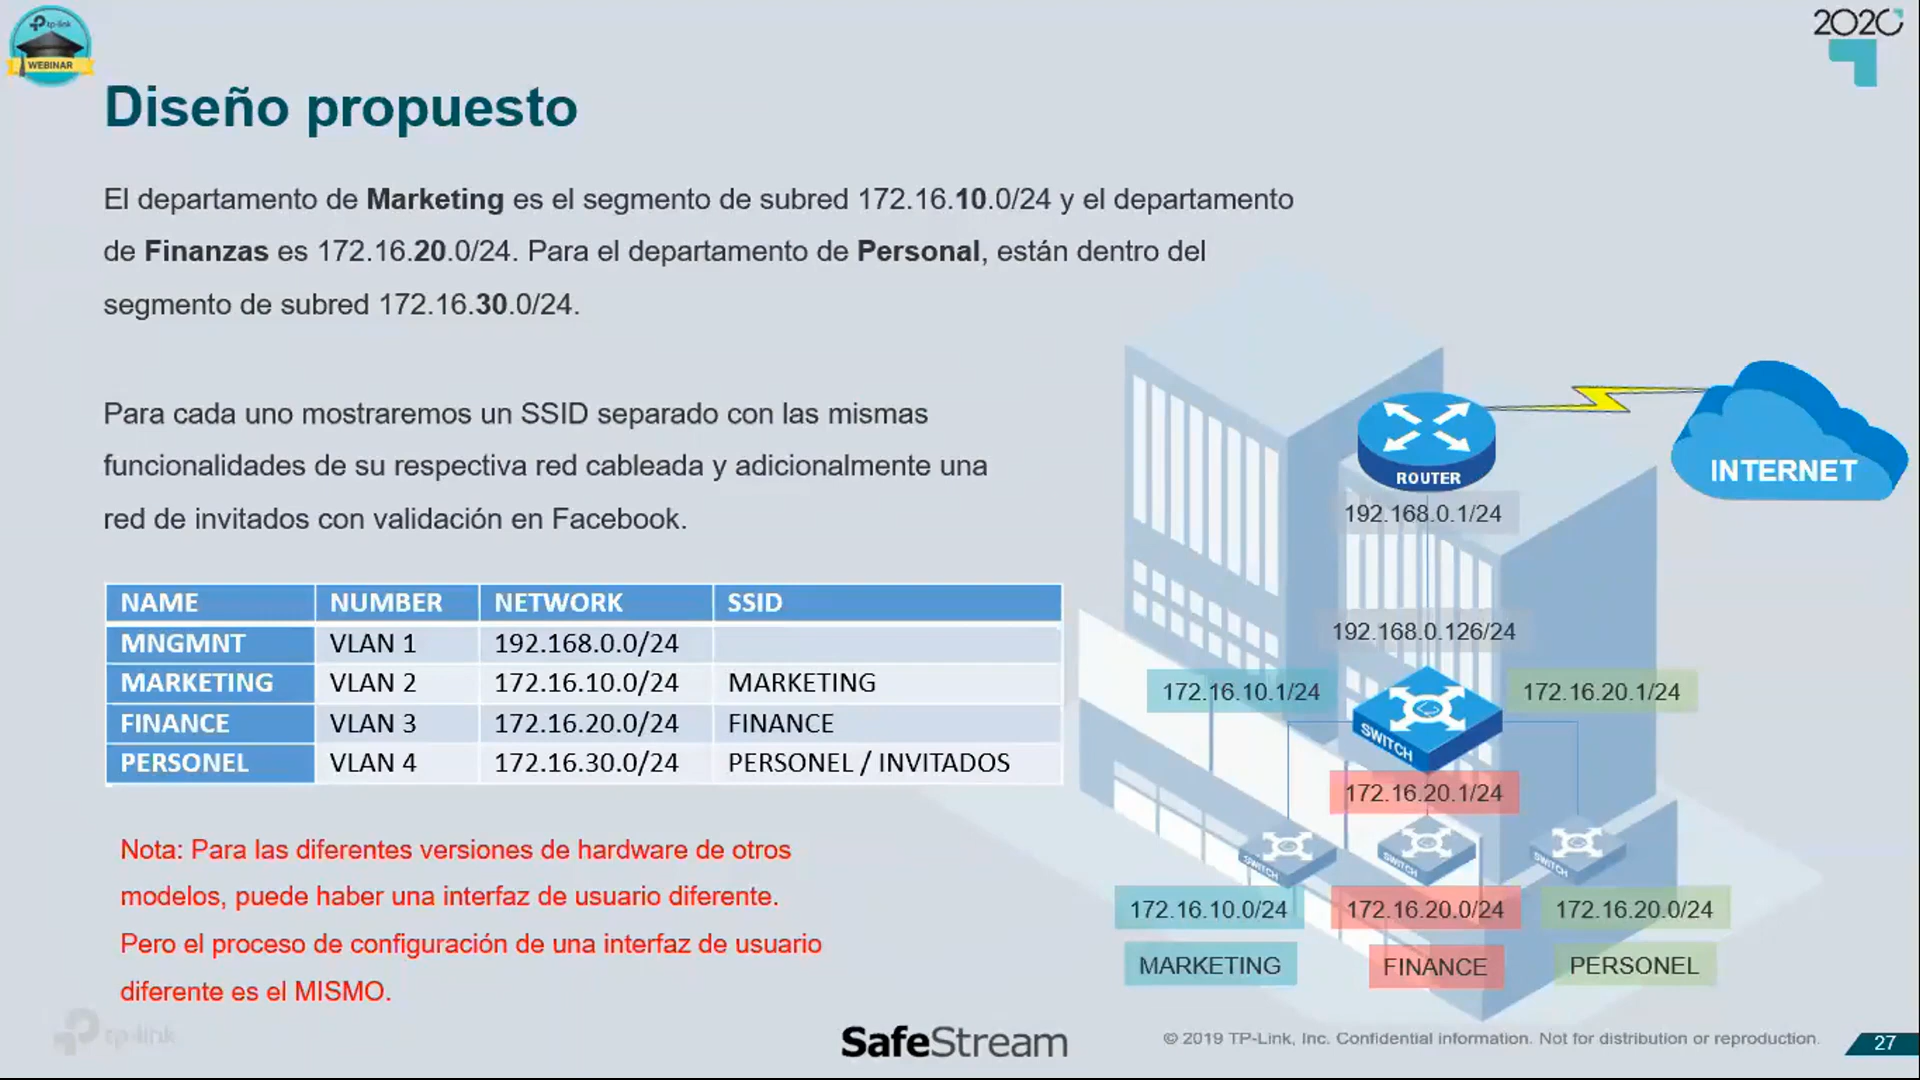 tp-link
WEBINAR
2020
Diseño propuesto
El departamento de Marketing es el segmento de subred 172.16.10.0/24 y el departamento
de Finanzas es 172.16.20.0/24. Para el departamento de Personal, están dentro del
segmento de subred 172.16.30.0/24.
Para cada uno mostraremos un SSID separado con las mismas
funcionalidades de su respectiva red cableada y adicionalmente una
red de invitados con validación en Facebook.
NAME NUMBER NETWORK SSID
MNGMNT VLAN 1 192.168.0.0/24
MARKETING VLAN 2 172.16.10.0/24 MARKETING
FINANCE VLAN 3 172.16.20.0/24 FINANCE
PERSONEL VLAN 4 172.16.30.0/24 PERSONEL / INVITADOS
Nota: Para las diferentes versiones de hardware de otros
modelos, puede haber una interfaz de usuario diferente.
Pero el proceso de configuración de una interfaz de usuario
diferente es el MISMO.
ROUTER
INTERNET
192.168.0.1/24
192.168.0.126/24
172.16.10.1/24
172.16.20.1/24
SWITCH
172.16.20.1/24
SWITCH
SWITCH
SWITCH
172.16.10.0/24
172.16.20.0/24
172.16.20.0/24
MARKETING
FINANCE
PERSONEL
tp-link
SafeStream
© 2019 TP-Link, Inc. Confidential information. Not for distribution or reproduction.
27